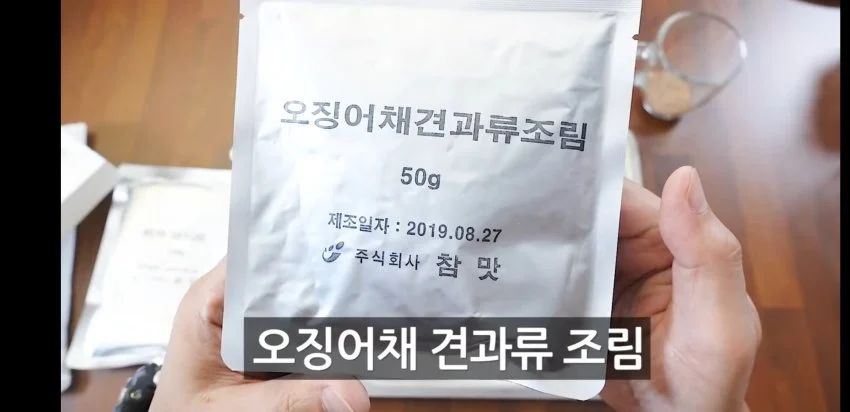 오징어채견과류조림
50g
제조일자 : 2019.08.27
주식회사 참 맛
오징어채 견과류 조림